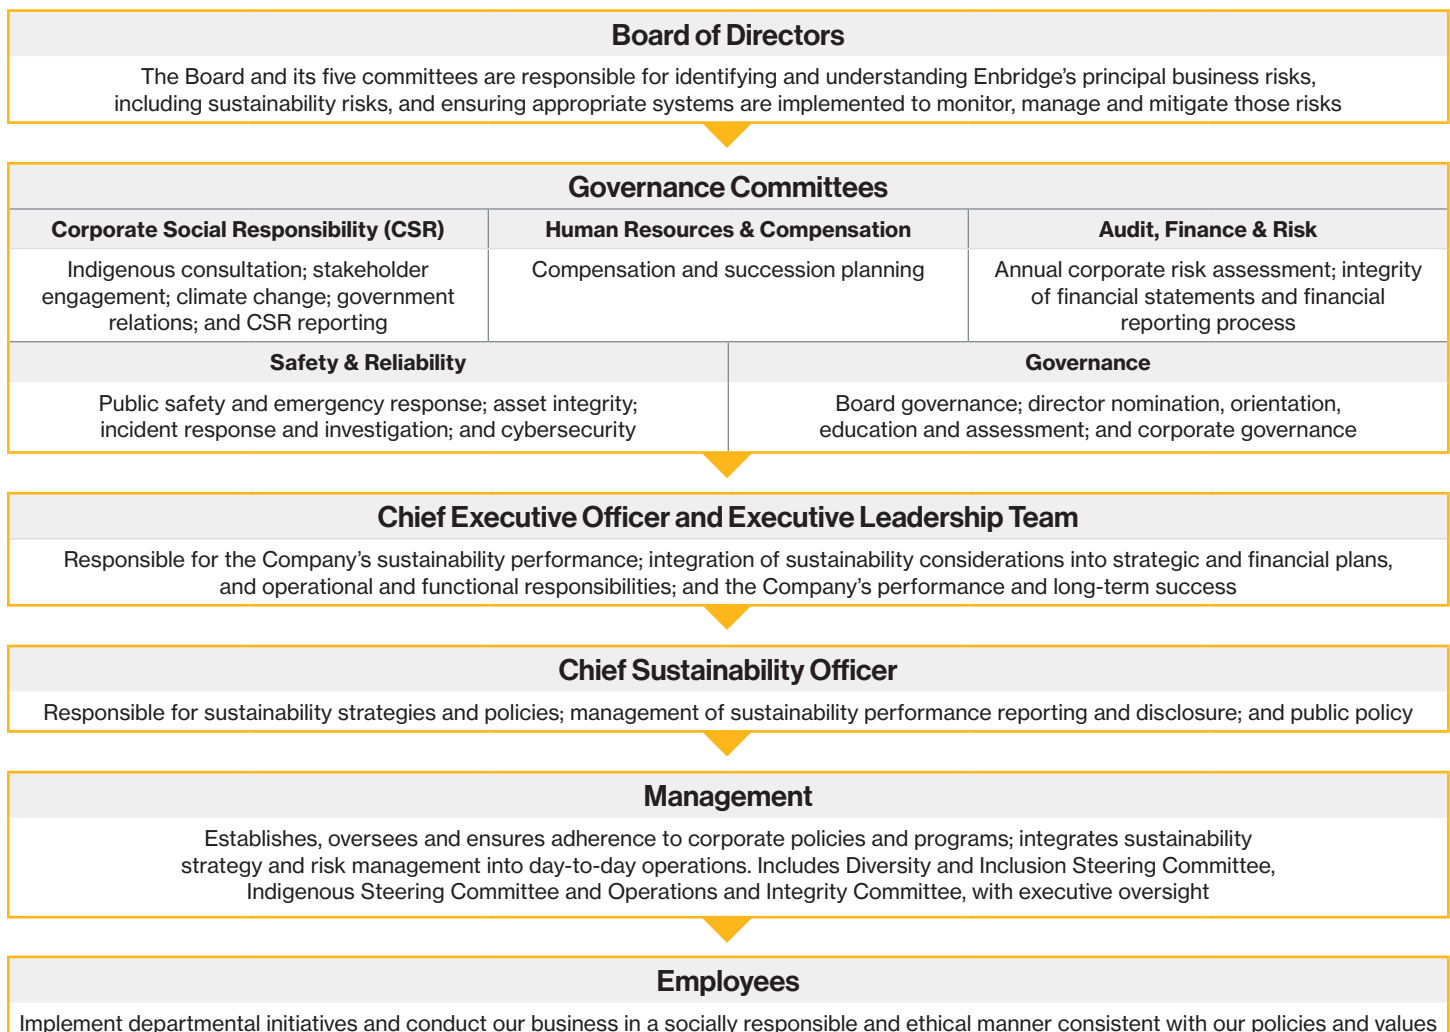 Board of Directors
The Board and its five committees are responsible for identifying and understanding Enbridge’s principal business risks,
including sustainability risks, and ensuring appropriate systems are implemented to monitor, manage and mitigate those risks
Governance Committees
Corporate Social Responsibility (CSR)
Indigenous consultation; stakeholder
engagement; climate change; government
relations; and CSR reporting
Human Resources & Compensation
Compensation and succession planning
Audit, Finance & Risk
Annual corporate risk assessment; integrity
of financial statements and financial
reporting process
Safety & Reliability
Public safety and emergency response; asset integrity;
incident response and investigation; and cybersecurity
Governance
Board governance; director nomination, orientation,
education and assessment; and corporate governance
Chief Executive Officer and Executive Leadership Team
Responsible for the Company’s sustainability performance; integration of sustainability considerations into strategic and financial plans,
and operational and functional responsibilities; and the Company’s performance and long-term success
Chief Sustainability Officer
Responsible for sustainability strategies and policies; management of sustainability performance reporting and disclosure; and public policy
Management
Establishes, oversees and ensures adherence to corporate policies and programs; integrates sustainability
strategy and risk management into day-to-day operations. Includes Diversity and Inclusion Steering Committee,
Indigenous Steering Committee and Operations and Integrity Committee, with executive oversight
Employees
Implement departmental initiatives and conduct our business in a socially responsible and ethical manner consistent with our policies and values